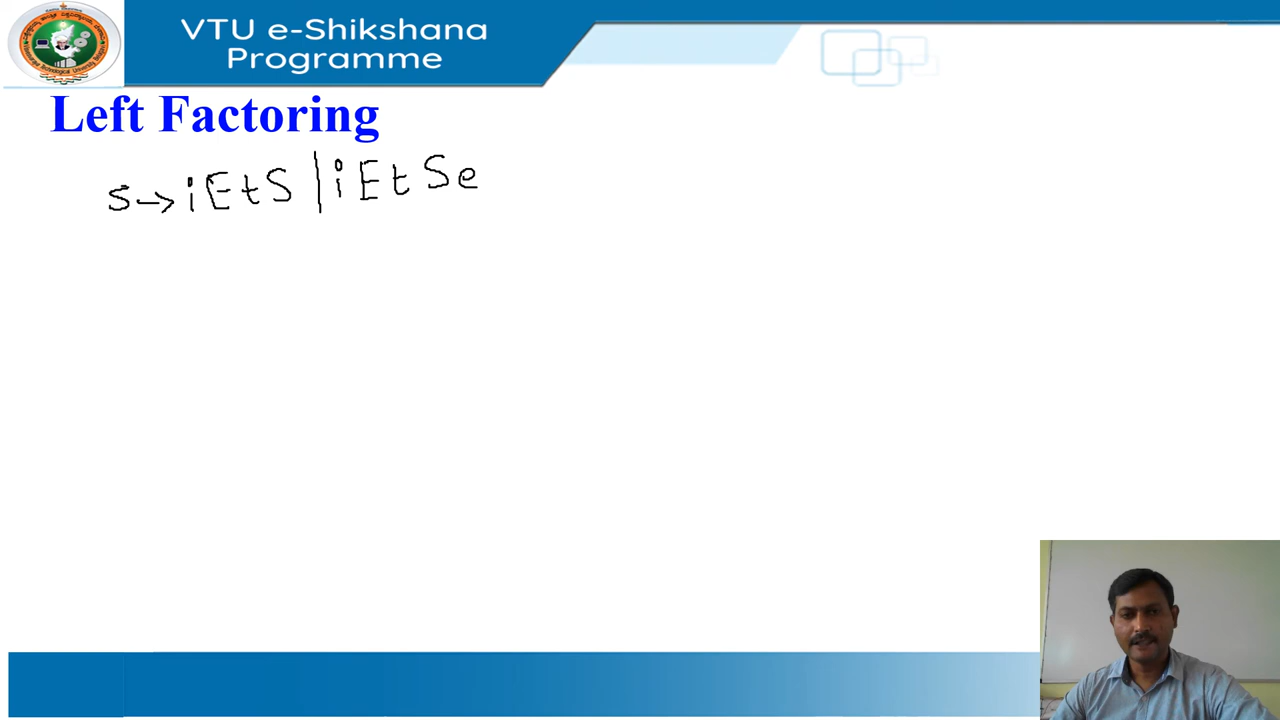 VTU e-Shikshana
Programme
Left Factoring
S→iEtS|iEtSe